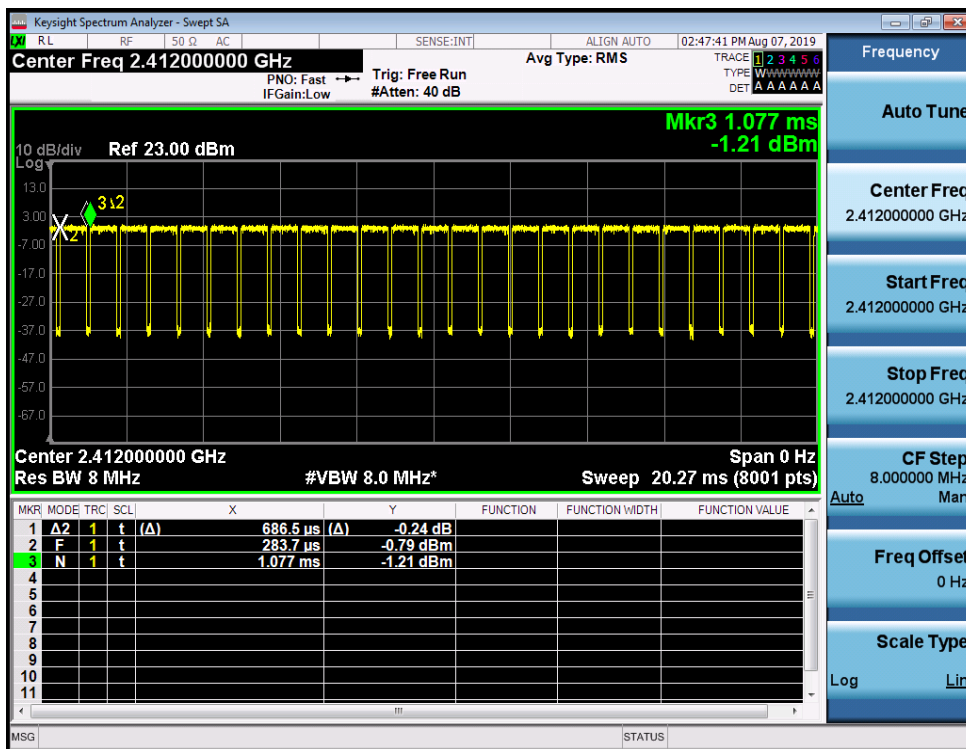 Keysight Spectrum Analyzer - Swept SA
LXI RL RF 50 Ω AC SENSE:INT ALIGN AUTO 02:47:41 PM Aug 07, 2019
Center Freq 2.412000000 GHz
PNO: Fast
IFGain:Low
Trig: Free Run
#Atten: 40 dB
Avg Type: RMS
TRACE 1 2 3 4 5 6
TYPE W W W W W W
DET A A A A A A
Mkr3 1.077 ms
-1.21 dBm
10 dB/div Ref 23.00 dBm
Log
13.0
3.00
-7.00
-17.0
-27.0
-37.0
-47.0
-57.0
-67.0
3 2
2
Center 2.412000000 GHz Span 0 Hz
Res BW 8 MHz #VBW 8.0 MHz* Sweep 20.27 ms (8001 pts)
MKR MODE TRC SCL X Y FUNCTION FUNCTION WIDTH FUNCTION VALUE
1 Δ2 1 t (Δ) 686.5 µs (Δ) -0.24 dB
2 F 1 t 283.7 µs -0.79 dBm
3 N 1 t 1.077 ms -1.21 dBm
4
5
6
7
8
9
10
11
MSG STATUS
Frequency
Auto Tune
Center Freq
2.412000000 GHz
Start Freq
2.412000000 GHz
Stop Freq
2.412000000 GHz
CF Step
8.000000 MHz
Auto Man
Freq Offset
0 Hz
Scale Type
Log Lin